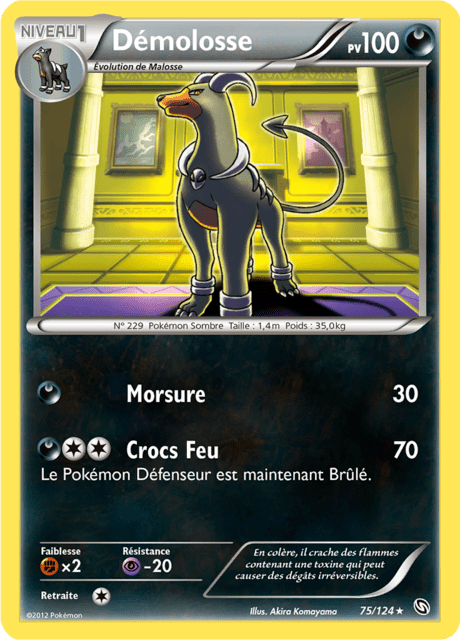 NIVEAU1
Démolosse
PV100
Évolution de Malosse
N° 229 Pokémon Sombre Taille : 1,4m Poids : 35,0kg
Morsure 30
Crocs Feu 70
Le Pokémon Défenseur est maintenant Brûlé.
Faiblesse
×2
Résistance
-20
Retraite
En colère, il crache des flammes
contenant une toxine qui peut
causer des dégâts irréversibles.
©2012 Pokémon
Illus. Akira Komayama
75/124 ★